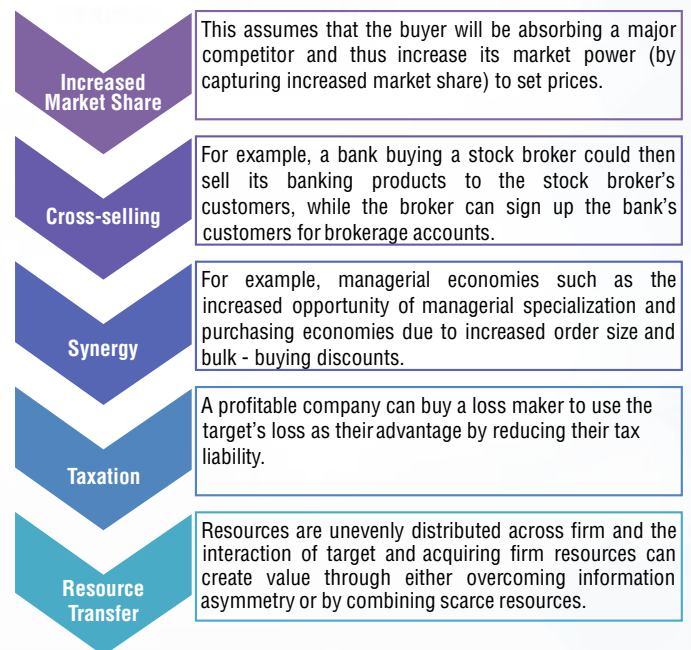 Increased
Market Share
This assumes that the buyer will be absorbing a major
competitor and thus increase its market power (by
capturing increased market share) to set prices.
Cross-selling
For example, a bank buying a stock broker could then
sell its banking products to the stock broker's
customers, while the broker can sign up the bank's
customers for brokerage accounts.
Synergy
For example, managerial economies such as the
increased opportunity of managerial specialization and
purchasing economies due to increased order size and
bulk - buying discounts.
Taxation
A profitable company can buy a loss maker to use the
target's loss as their advantage by reducing their tax
liability.
Resource
Transfer
Resources are unevenly distributed across firm and the
interaction of target and acquiring firm resources can
create value through either overcoming information
asymmetry or by combining scarce resources.